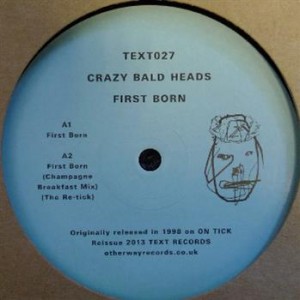 TEXT027
CRAZY BALD HEADS
FIRST BORN
A1
First Born
A2
First Born
(Champagne
Breakfast Mix)
(The Re-tick)
Originally released in 1998 on ON TICK
Reissue 2013 TEXT RECORDS
otherwayrecords.co.uk